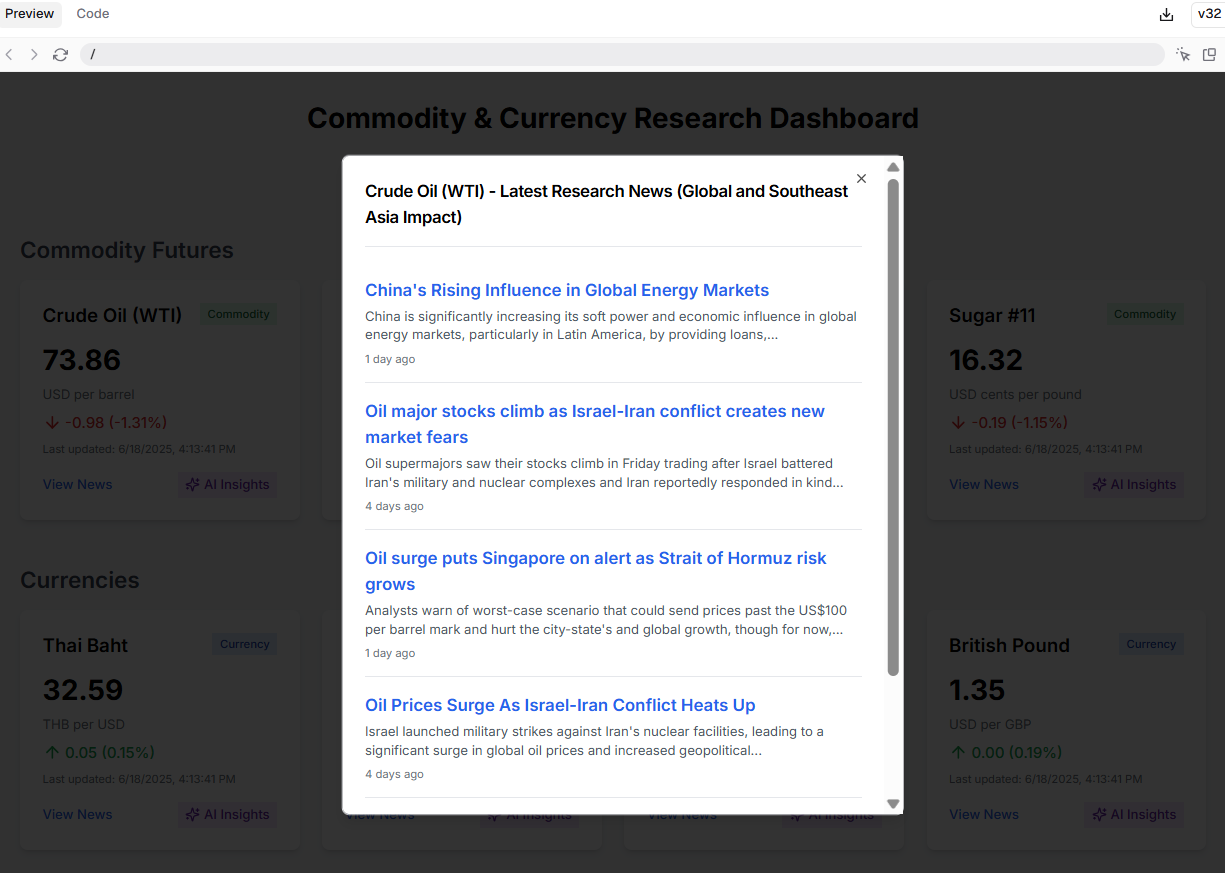 Preview Code v32
/
Commodity & Currency Research Dashboard
Commodity Futures
Crude Oil (WTI) Commodity
73.86
USD per barrel
-0.98 (-1.31%)
Last updated: 6/18/2025, 4:13:41 PM
View News AI Insights
Crude Oil (WTI) - Latest Research News (Global and Southeast
Asia Impact)
China's Rising Influence in Global Energy Markets
China is significantly increasing its soft power and economic influence in global
energy markets, particularly in Latin America, by providing loans,...
1 day ago
Oil major stocks climb as Israel-Iran conflict creates new
market fears
Oil supermajors saw their stocks climb in Friday trading after Israel battered
Iran's military and nuclear complexes and Iran reportedly responded in kind...
4 days ago
Oil surge puts Singapore on alert as Strait of Hormuz risk
grows
Analysts warn of worst-case scenario that could send prices past the US$100
per barrel mark and hurt the city-state's and global growth, though for now,...
1 day ago
Oil Prices Surge As Israel-Iran Conflict Heats Up
Israel launched military strikes against Iran's nuclear facilities, leading to a
significant surge in global oil prices and increased geopolitical...
4 days ago
Sugar #11 Commodity
16.32
USD cents per pound
-0.19 (-1.15%)
Last updated: 6/18/2025, 4:13:41 PM
View News AI Insights
Currencies
Thai Baht Currency
32.59
THB per USD
0.05 (0.15%)
Last updated: 6/18/2025, 4:13:41 PM
View News AI Insights
View News AI Insights
View News AI Insights
British Pound Currency
1.35
USD per GBP
0.00 (0.19%)
Last updated: 6/18/2025, 4:13:41 PM
View News AI Insights